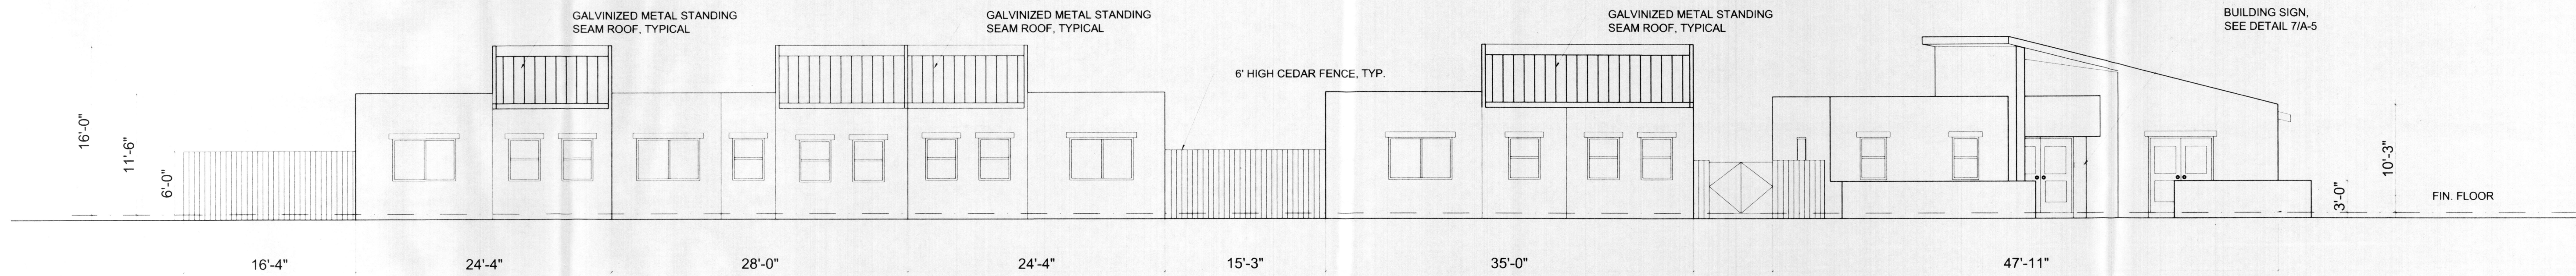 GALVINIZED METAL STANDING
SEAM ROOF, TYPICAL
GALVINIZED METAL STANDING
SEAM ROOF, TYPICAL
GALVINIZED METAL STANDING
SEAM ROOF, TYPICAL
BUILDING SIGN,
SEE DETAIL 7/A-5
6' HIGH CEDAR FENCE, TYP.
16'-0"
11'-6"
6'-0"
10'-3"
3'-0"
FIN. FLOOR
16'-4"
24'-4"
28'-0"
24'-4"
15'-3"
35'-0"
47'-11"